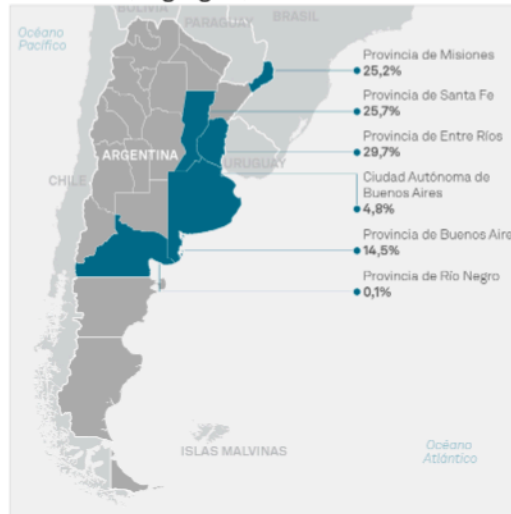 BOLIVIA
PARAGUAY
BRASIL
Océano
Pacífico
Provincia de Misiones
25,2%
Provincia de Santa Fe
25,7%
Provincia de Entre Ríos
29,7%
ARGENTINA
URUGUAY
CHILE
Ciudad Autónoma de
Buenos Aires
4,8%
Provincia de Buenos Aire
14,5%
Provincia de Río Negro
0,1%
ISLAS MALVINAS
Océano
Atlántico